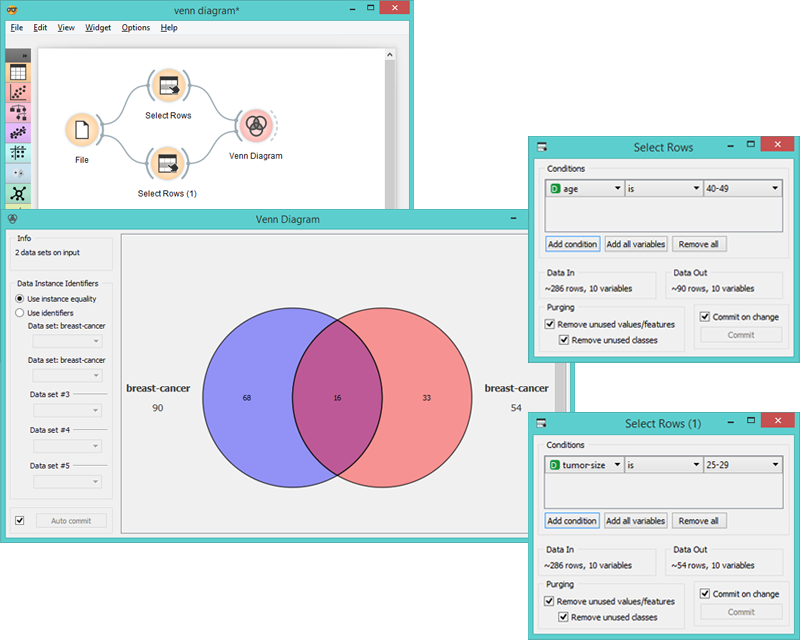 venn diagram*
File Edit View Widget Options Help
Select Rows
File
Venn Diagram
Select Rows (1)
Venn Diagram
Info
2 data sets on input
Data Instance Identifiers
Use instance equality
Use identifiers
Data set: breast-cancer
Data set: breast-cancer
Data set #3
Data set #4
Data set #5
Auto commit
breast-cancer
90
68
16
33
breast-cancer
54
Select Rows
Conditions
D age is 40-49
Add condition Add all variables Remove all
Data In Data Out
~286 rows, 10 variables ~90 rows, 10 variables
Purging
Remove unused values/features
Remove unused classes
Commit on change
Commit
Select Rows (1)
Conditions
D tumor-size is 25-29
Add condition Add all variables Remove all
Data In Data Out
~286 rows, 10 variables ~54 rows, 10 variables
Purging
Remove unused values/features
Remove unused classes
Commit on change
Commit